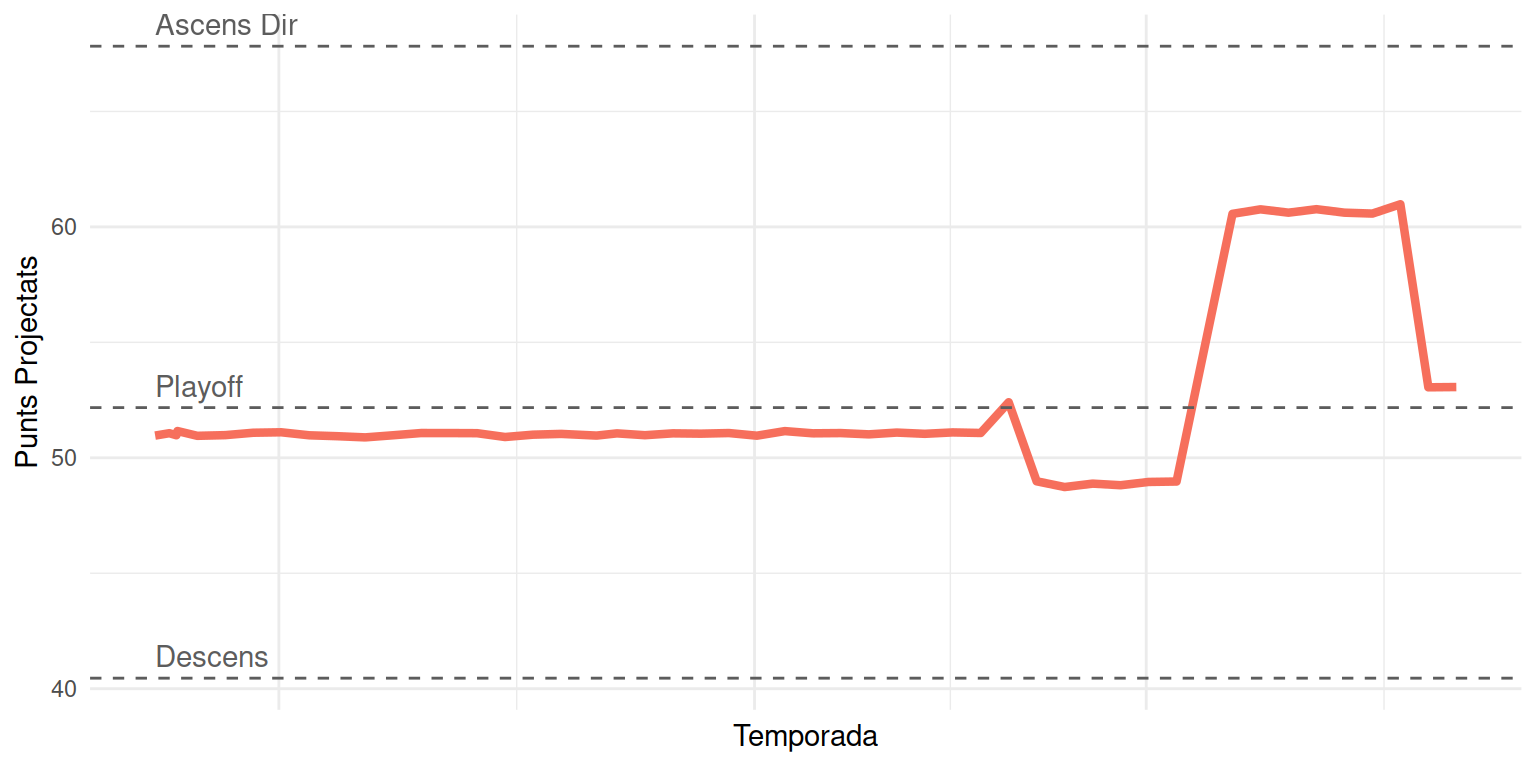 Ascens Dir
60
Playoff
50
Descens
40
Punts Projectats
Temporada